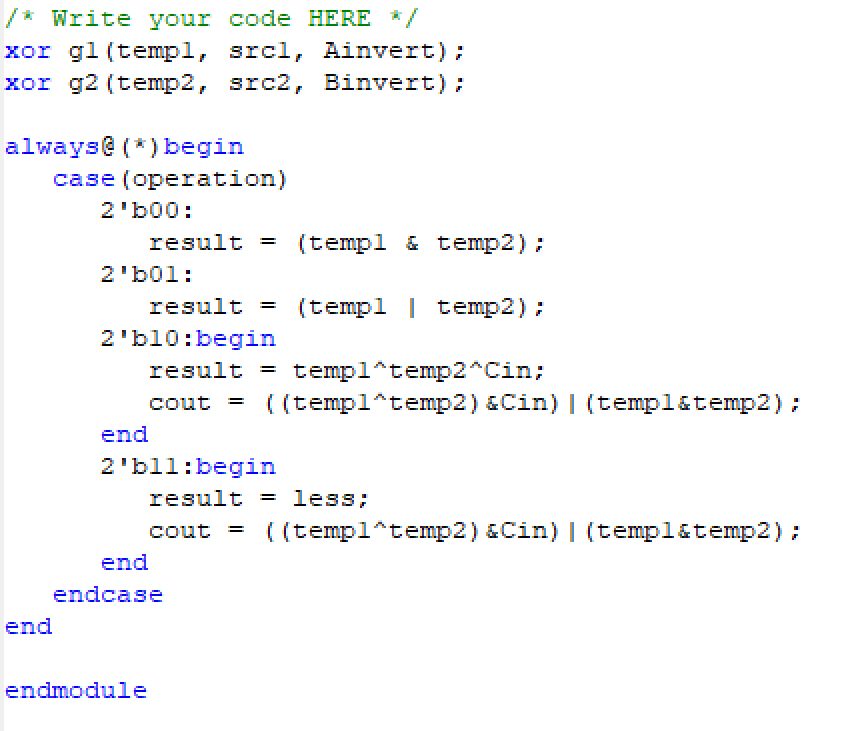 /* Write your code HERE */
xor g1(temp1, src1, Ainvert);
xor g2(temp2, src2, Binvert);
always@(*)begin
case(operation)
2'b00:
result = (temp1 & temp2);
2'b01:
result = (temp1 | temp2);
2'b10:begin
result = temp1^temp2^Cin;
cout = ((temp1^temp2)&Cin)|(temp1&temp2);
end
2'b11:begin
result = less;
cout = ((temp1^temp2)&Cin)|(temp1&temp2);
end
endcase
end
endmodule